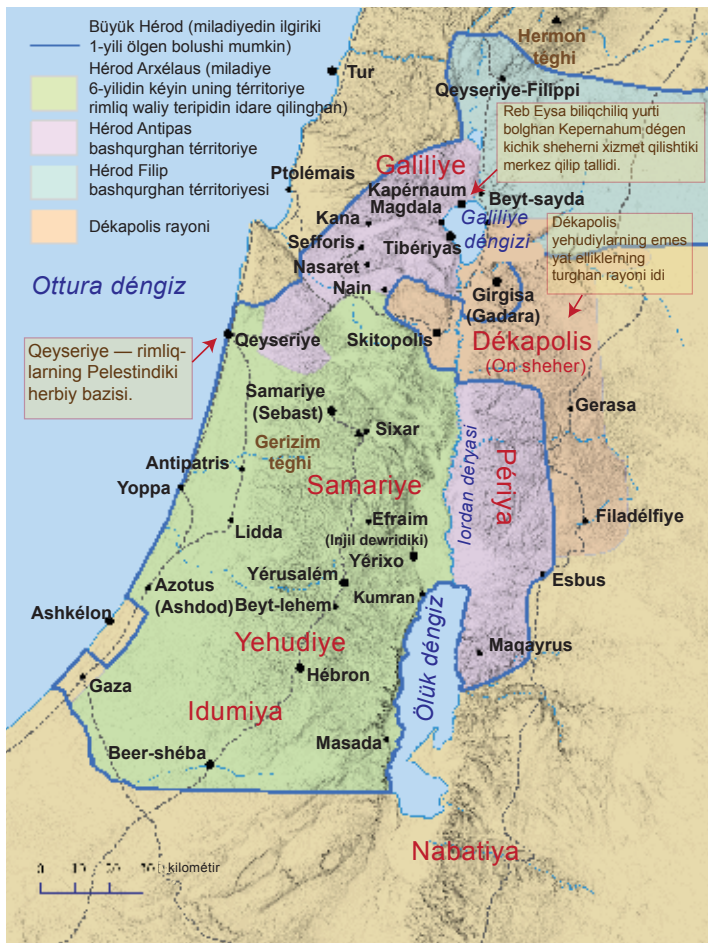 Büyük Hérod (miladiyedin ilgiriki
1-yili ölgen bolushi mumkin)
Hérod Arxélaus (miladiye
6-yilidin kéyin uning térritoriye
rimliq waliy teripidin idare qilinghan)
Hérod Antipas
bashqurghan térritoriye
Hérod Filip
bashqurghan térritoriyesi
Dékapolis rayoni
Hermon
téghi
Tur
Qeyseriye-Filippi
Reb Eysa biliqchiliq yurti
bolghan Kepernahum dégen
kichik sheherni xizmet qilishtiki
merkez qilip tallidi.
Galiliye
Ptolémais
Kapérnaum
Beyt-sayda
Magdala
Kana
Galiliye
déngizi
Sefforis
Tibériyas
Dékapolis
yehudiylarning emes
yat elliklerning
turghan rayoni idi
Nasaret
Nain
Girgisa
(Gadara)
Ottura déngiz
Qeyseriye
Skitopolis
Dékapolis
(On sheher)
Qeyseriye — rimliq-
larning Pelestindiki
herbiy bazisi.
Samariye
(Sebast)
Sixar
Gerasa
Gerizim
téghi
Antipatris
Yoppa
Samariye
Périya
Iordan deryasi
Lidda
Efraim
(Injil dewridiki)
Filadélfiye
Yérixo
Yérusalém
Esbus
Azotus
(Ashdod)
Beyt-lehem
Kumran
Ashkélon
Yehudiye
Maqayrus
Hébron
Ölük déngiz
Gaza
Idumiya
Masada
Beer-shéba
Nabatiya
0 10 20 30 kilométir